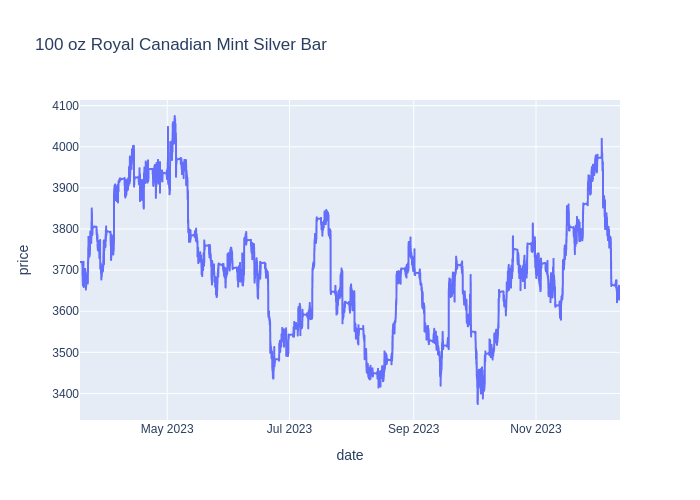 100 oz Royal Canadian Mint Silver Bar
4100
4000
3900
3800
3700
3600
3500
3400
price
May 2023
Jul 2023
Sep 2023
Nov 2023
date